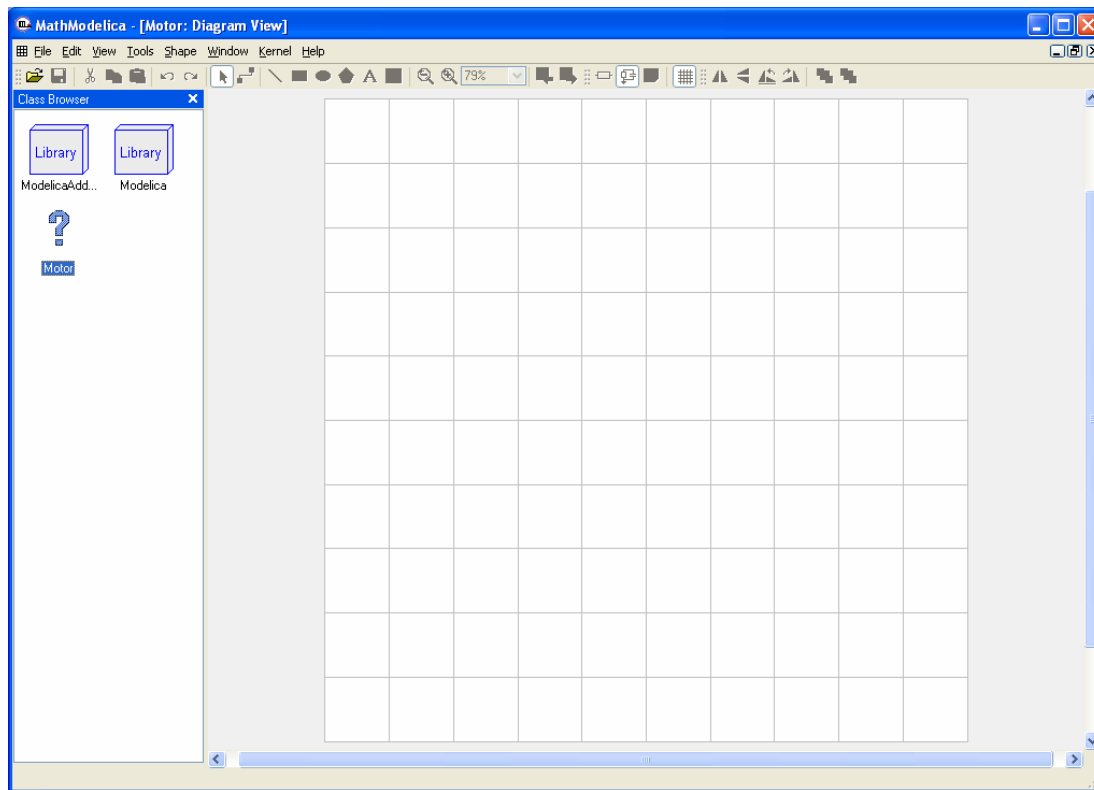 MathModelica - [Motor: Diagram View]
File Edit View Tools Shape Window Kernel Help
A 79%
Class Browser
Library Library
ModelicaAdd... Modelica
?
Motor